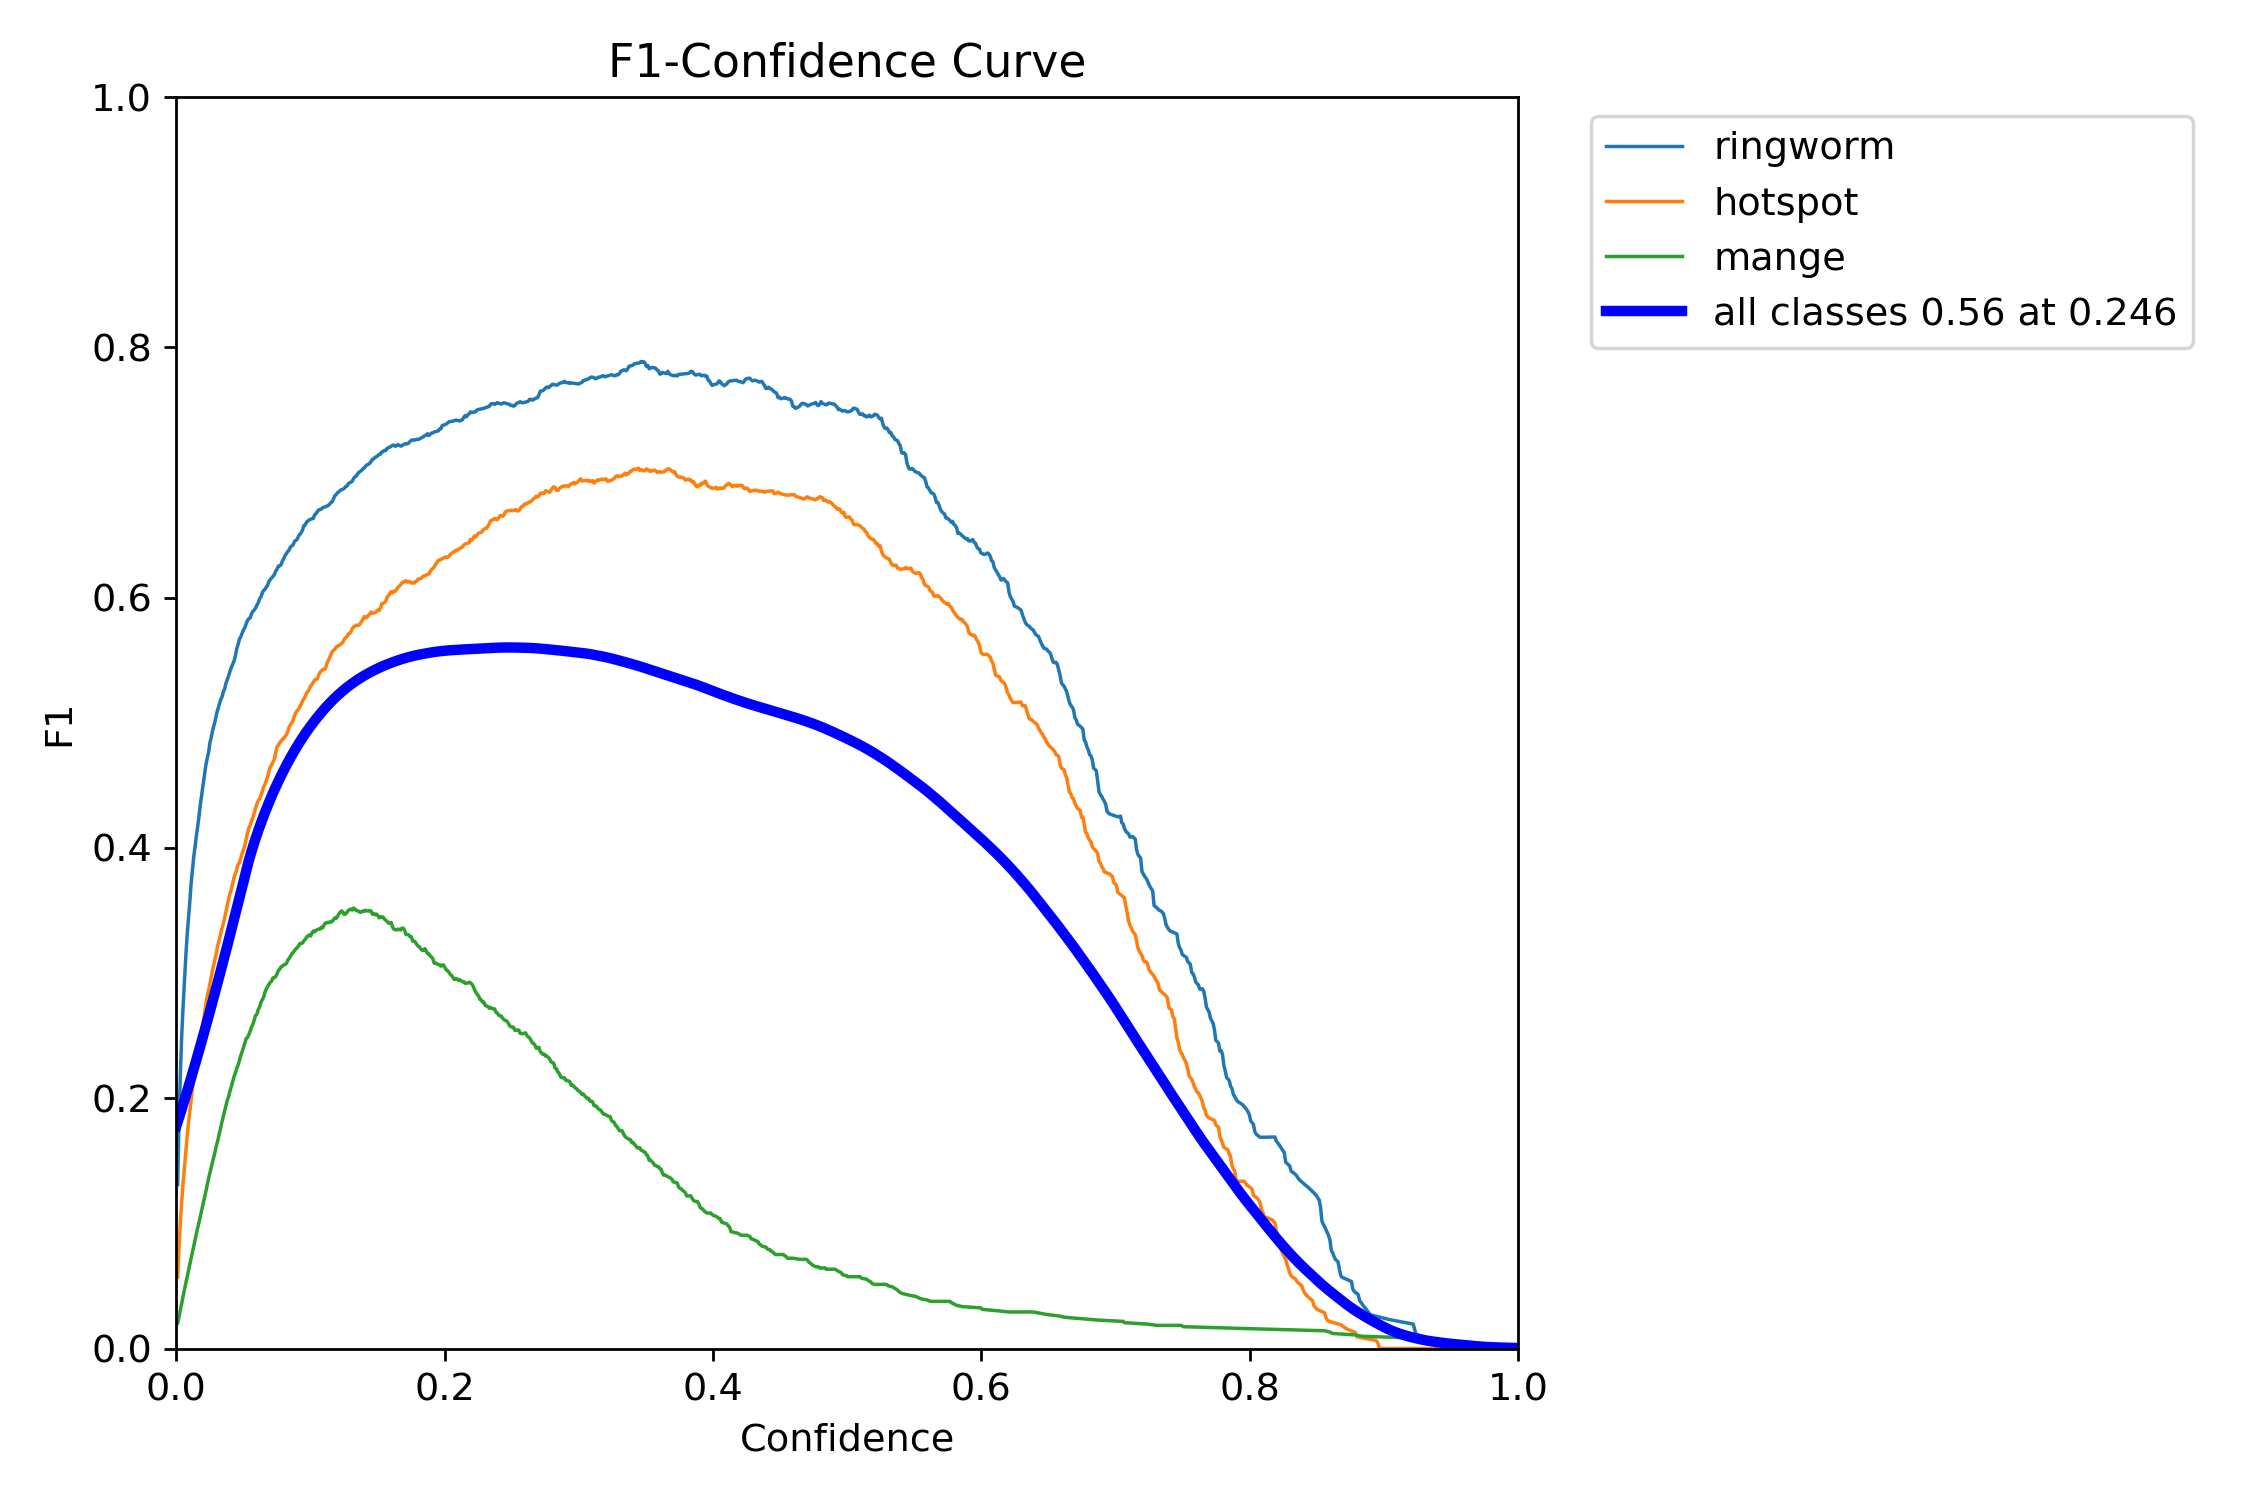 F1-Confidence Curve
1.0
0.8
0.6
0.4
0.2
0.0
F1
0.0 0.2 0.4 0.6 0.8 1.0
Confidence
ringworm
hotspot
mange
all classes 0.56 at 0.246